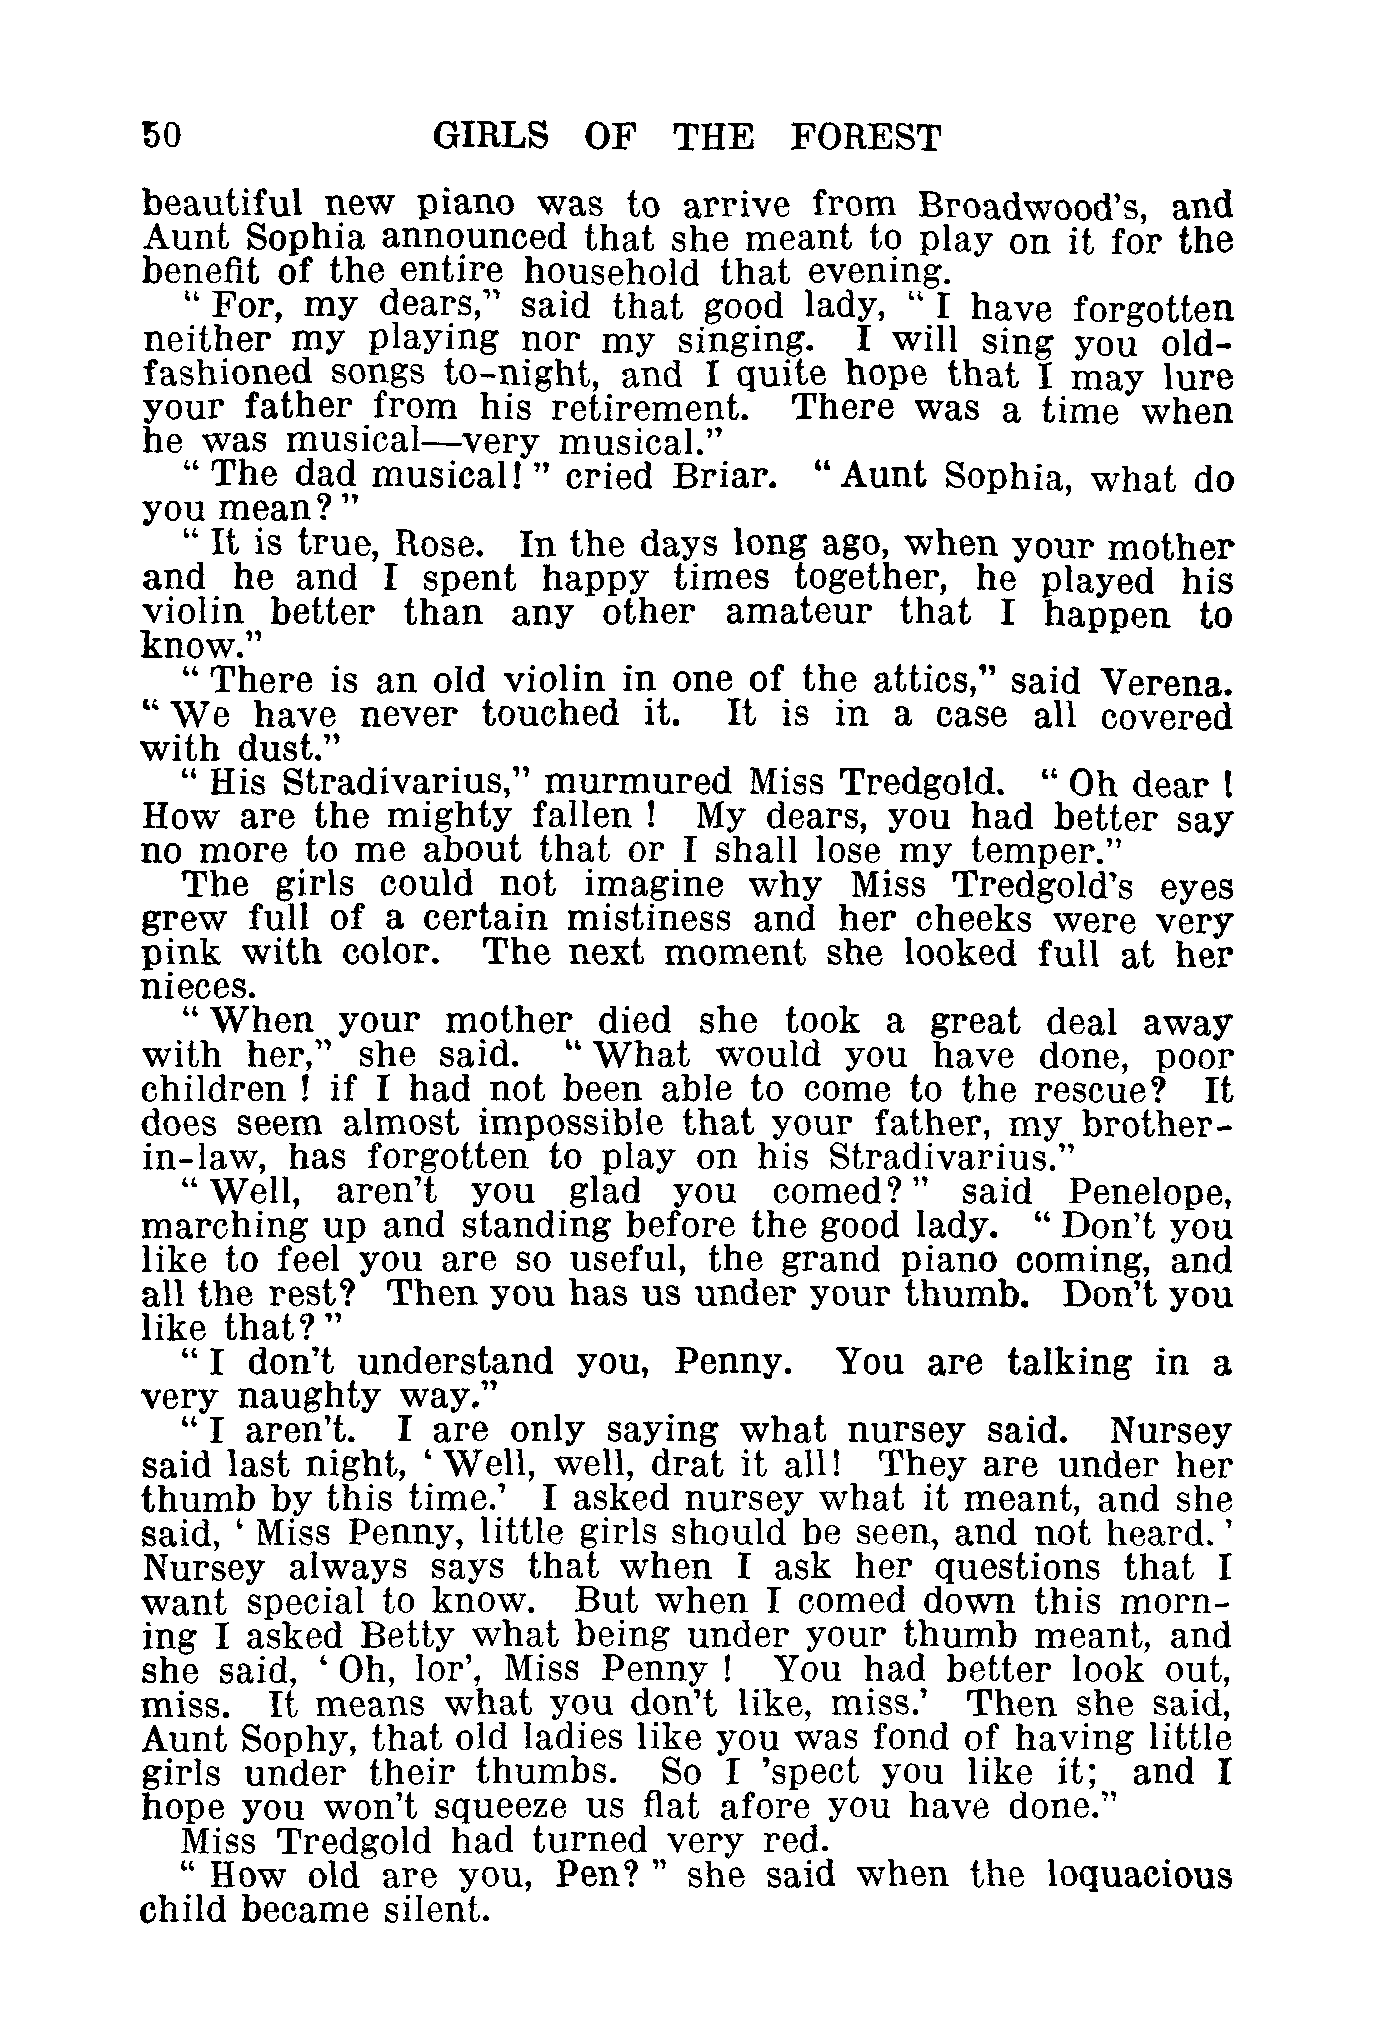 50 GIRLS OF THE FOREST
beautiful new piano was to arrive from Broadwood's, and
Aunt Sophia announced that she meant to play on it for the
benefit of the entire household that evening.
“ For, my dears,” said that good lady, “ I have forgotten
neither my playing nor my singing. I will sing you old-
fashioned songs to-night, and I quite hope that I may lure
your father from his retirement. There was a time when
he was musical—very musical.”
“ The dad musical! ” cried Briar. “ Aunt Sophia, what do
you mean? ”
“ It is true, Rose. In the days long ago, when your mother
and he and I spent happy times together, he played his
violin better than any other amateur that I happen to
know.”
“ There is an old violin in one of the attics,” said Verena.
“ We have never touched it. It is in a case all covered
with dust.”
“ His Stradivarius,” murmured Miss Tredgold. “ Oh dear !
How are the mighty fallen ! My dears, you had better say
no more to me about that or I shall lose my temper.”
The girls could not imagine why Miss Tredgold's eyes
grew full of a certain mistiness and her cheeks were very
pink with color. The next moment she looked full at her
nieces.
“ When your mother died she took a great deal away
with her,” she said. “ What would you have done, poor
children ! if I had not been able to come to the rescue? It
does seem almost impossible that your father, my brother-
in-law, has forgotten to play on his Stradivarius.”
“ Well, aren't you glad you comed? ” said Penelope,
marching up and standing before the good lady. “ Don't you
like to feel you are so useful, the grand piano coming, and
all the rest? Then you has us under your thumb. Don't you
like that? ”
“ I don't understand you, Penny. You are talking in a
very naughty way.”
“ I aren't. I are only saying what nursey said. Nursey
said last night, ‘ Well, well, drat it all! They are under her
thumb by this time.’ I asked nursey what it meant, and she
said, ‘ Miss Penny, little girls should be seen, and not heard. ’
Nursey always says that when I ask her questions that I
want special to know. But when I comed down this morn-
ing I asked Betty what being under your thumb meant, and
she said, ‘ Oh, lor’, Miss Penny ! You had better look out,
miss. It means what you don't like, miss.’ Then she said,
Aunt Sophy, that old ladies like you was fond of having little
girls under their thumbs. So I ’spect you like it; and I
hope you won't squeeze us flat afore you have done.”
Miss Tredgold had turned very red.
“ How old are you, Pen? ” she said when the loquacious
child became silent.